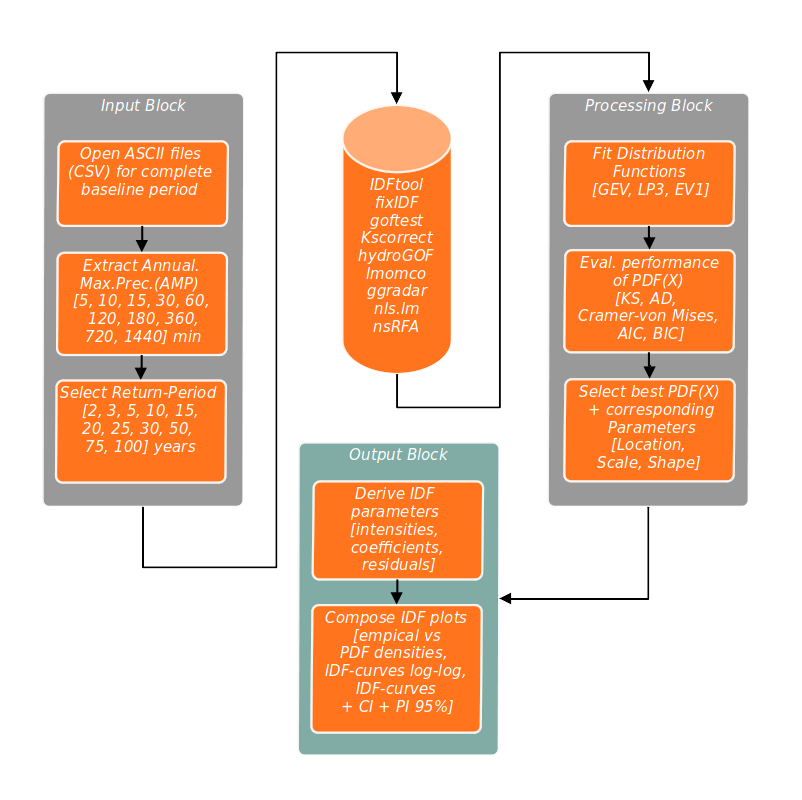 Input Block
Open ASCII files
(CSV) for complete
baseline period
Extract Annual.
Max.Prec.(AMP)
[5, 10, 15, 30, 60,
120, 180, 360,
720, 1440] min
Select Return-Period
[2, 3, 5, 10, 15,
20, 25, 30, 50,
75, 100] years
IDFtool
fixIDF
goftest
Kscorrect
hydroGOF
lmomco
ggradar
nls.lm
nsRFA
Processing Block
Fit Distribution
Functions
[GEV, LP3, EV1]
Eval. performance
of PDF(X)
[KS, AD,
Cramer-von Mises,
AIC, BIC]
Select best PDF(X)
+ corresponding
Parameters
[Location,
Scale, Shape]
Output Block
Derive IDF
parameters
[intensities,
coefficients,
residuals]
Compose IDF plots
[empical vs
PDF densities,
IDF-curves log-log,
IDF-curves
+ CI + PI 95%]